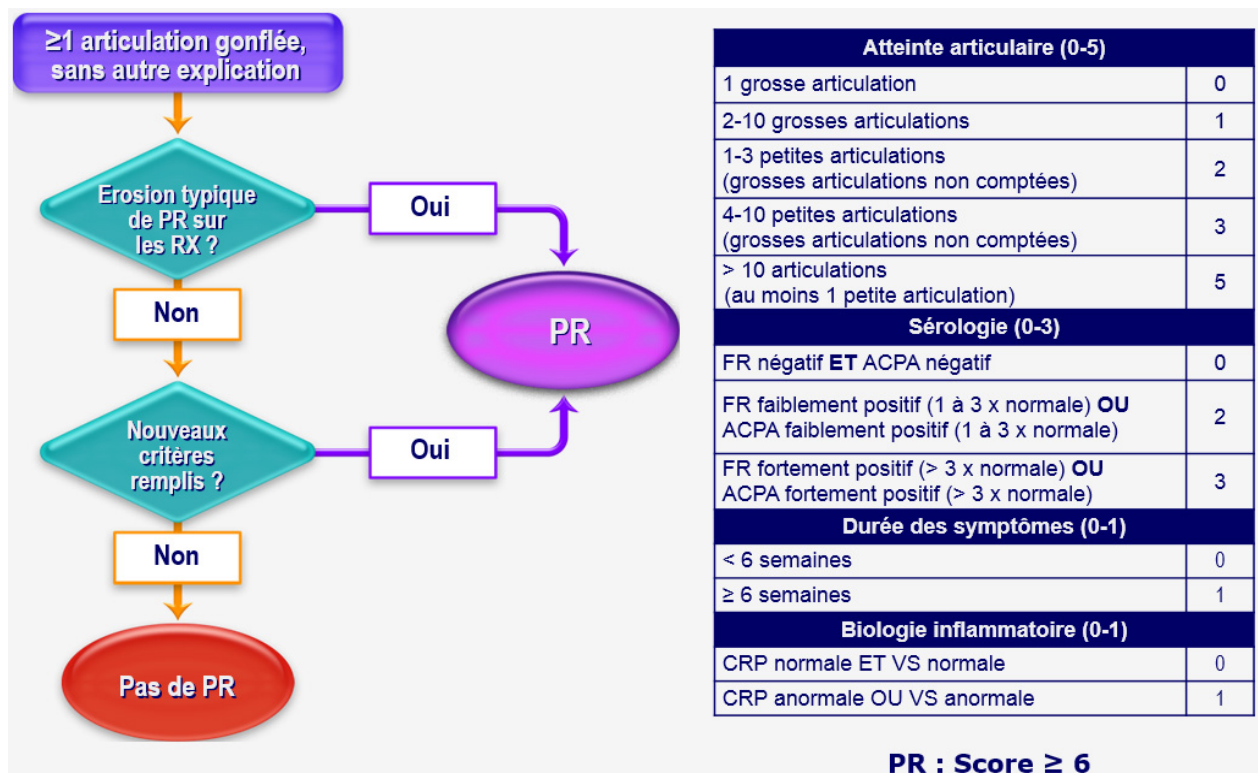 ≥1 articulation gonflée,
sans autre explication
Erosion typique
de PR sur
les RX ?
Oui
Non
PR
Nouveaux
critères
remplis ?
Oui
Non
Pas de PR
Atteinte articulaire (0-5)
1 grosse articulation 0
2-10 grosses articulations 1
1-3 petites articulations
(grosses articulations non comptées) 2
4-10 petites articulations
(grosses articulations non comptées) 3
> 10 articulations
(au moins 1 petite articulation) 5
Sérologie (0-3)
FR négatif ET ACPA négatif 0
FR faiblement positif (1 à 3 x normale) OU
ACPA faiblement positif (1 à 3 x normale) 2
FR fortement positif (> 3 x normale) OU
ACPA fortement positif (> 3 x normale) 3
Durée des symptômes (0-1)
< 6 semaines 0
≥ 6 semaines 1
Biologie inflammatoire (0-1)
CRP normale ET VS normale 0
CRP anormale OU VS anormale 1
PR : Score ≥ 6